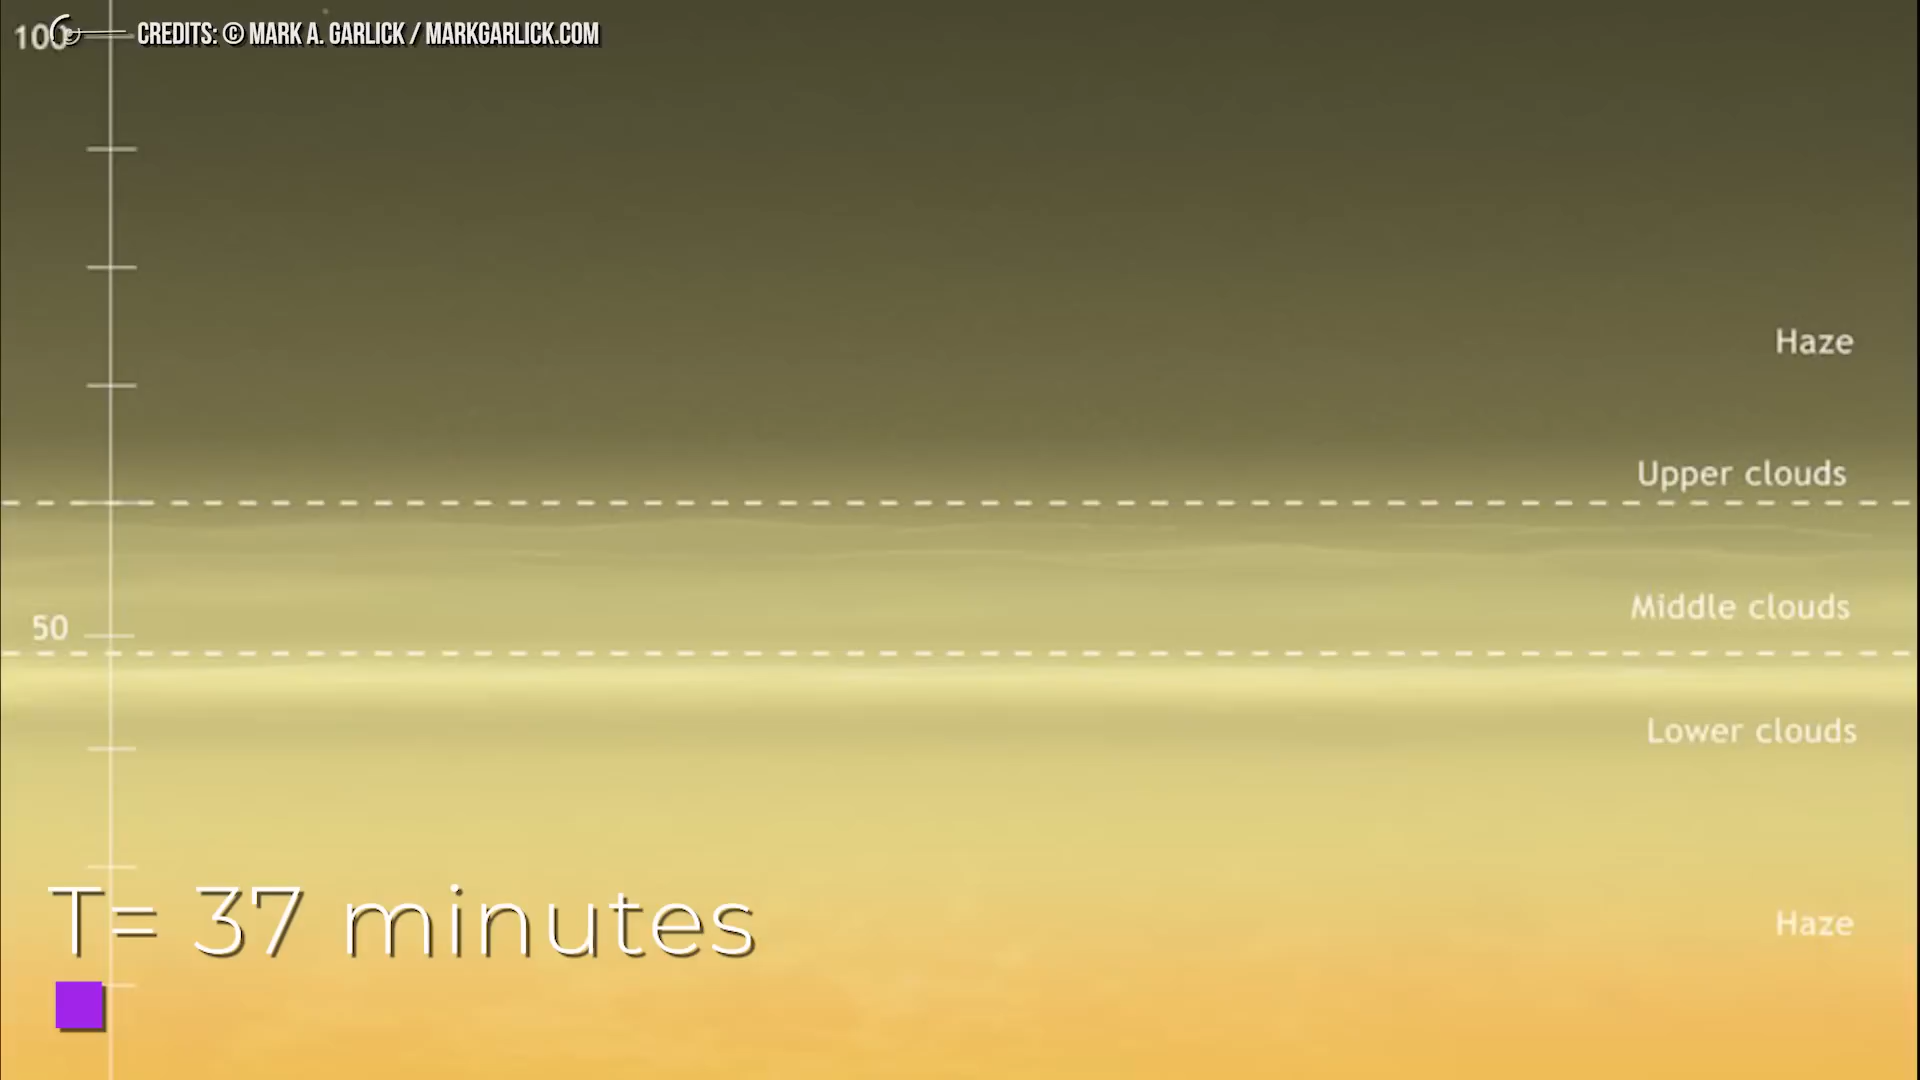 100
CREDITS: © MARK A. GARLICK / MARKGARLICK.COM
Haze
Upper clouds
Middle clouds
50
Lower clouds
T= 37 minutes
Haze